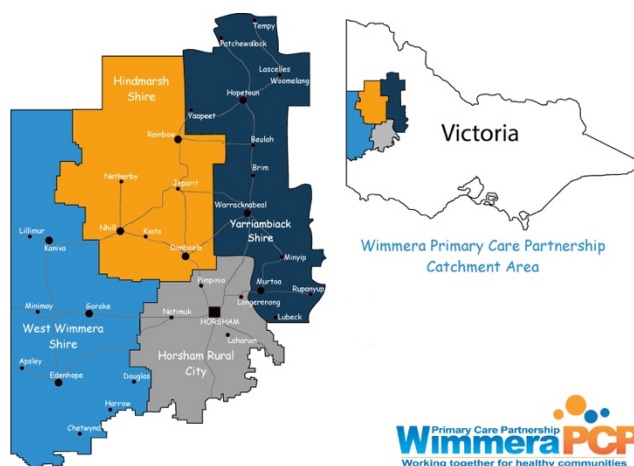 Tempy
Patchewallock
Lascelles
Woomelang
Hindmarsh
Shire
Hopetoun
Yaapeet
Rainbow
Beulah
Brim
Netherby
Jeparit
Warracknabeal
Yarriambiack
Shire
Lillimur
Nhill
Kiata
Kaniva
Dimboola
Minyip
Pimpinio
Murtoa
Rupanyup
Minimay
Goroke
Longerenong
Natimuk
HORSHAM
Lubeck
West Wimmera
Shire
Laharum
Horsham Rural
City
Apsley
Edenhope
Douglas
Harrow
Chetwynd
Victoria
Wimmera Primary Care Partnership
Catchment Area
Primary Care Partnership
WimmeraPCP
Working together for healthy communities